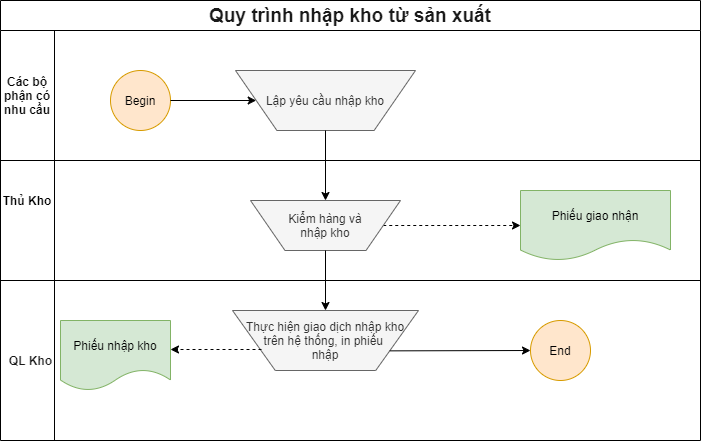 Quy trình nhập kho từ sản xuất
Các bộ
phận có
nhu cầu
Begin
Lập yêu cầu nhập kho
Thủ Kho
Kiểm hàng và
nhập kho
Phiếu giao nhận
QL Kho
Phiếu nhập kho
Thực hiện giao dịch nhập kho
trên hệ thống, in phiếu
nhập
End